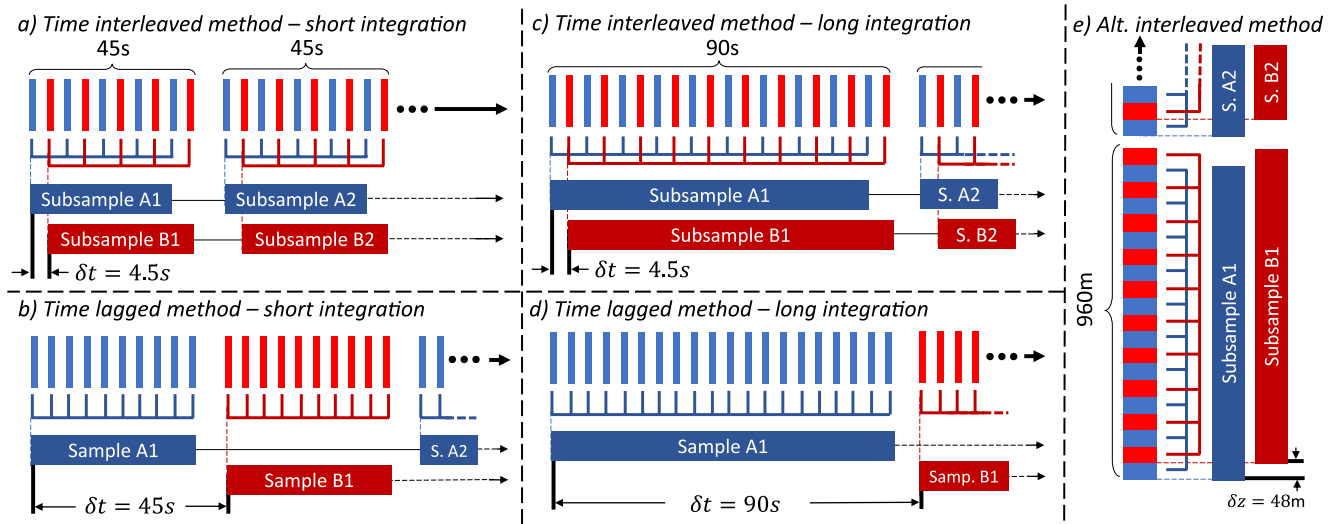 a) Time interleaved method – short integration
45s
45s
Subsample A1
Subsample A2
Subsample B1
Subsample B2
δt = 4.5s
b) Time lagged method – short integration
Sample A1
S. A2
Sample B1
δt = 45s
c) Time interleaved method – long integration
90s
Subsample A1
S. A2
Subsample B1
S. B2
δt = 4.5s
d) Time lagged method – long integration
Sample A1
Samp. B1
δt = 90s
e) Alt. interleaved method
S. A2
S. B2
960m
Subsample A1
Subsample B1
δz = 48m